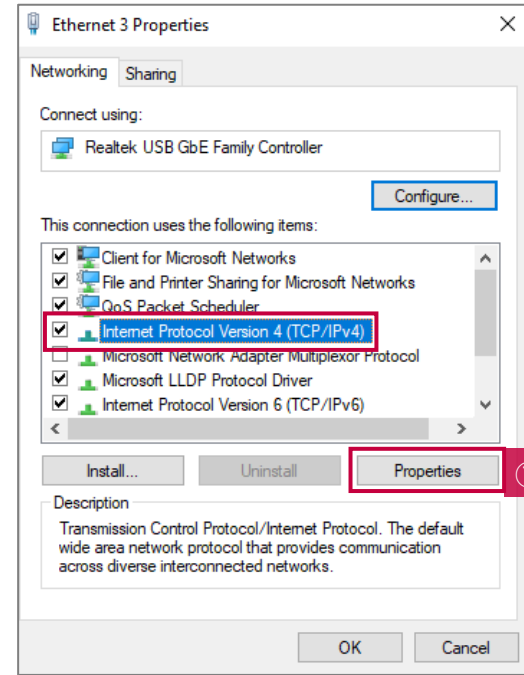 Ethernet 3 Properties
Networking Sharing
Connect using:
Realtek USB GbE Family Controller
Configure...
This connection uses the following items:
Client for Microsoft Networks
File and Printer Sharing for Microsoft Networks
QoS Packet Scheduler
Internet Protocol Version 4 (TCP/IPv4)
Microsoft Network Adapter Multiplexor Protocol
Microsoft LLDP Protocol Driver
Internet Protocol Version 6 (TCP/IPv6)
Install... Uninstall Properties
Description
Transmission Control Protocol/Internet Protocol. The default
wide area network protocol that provides communication
across diverse interconnected networks.
OK Cancel